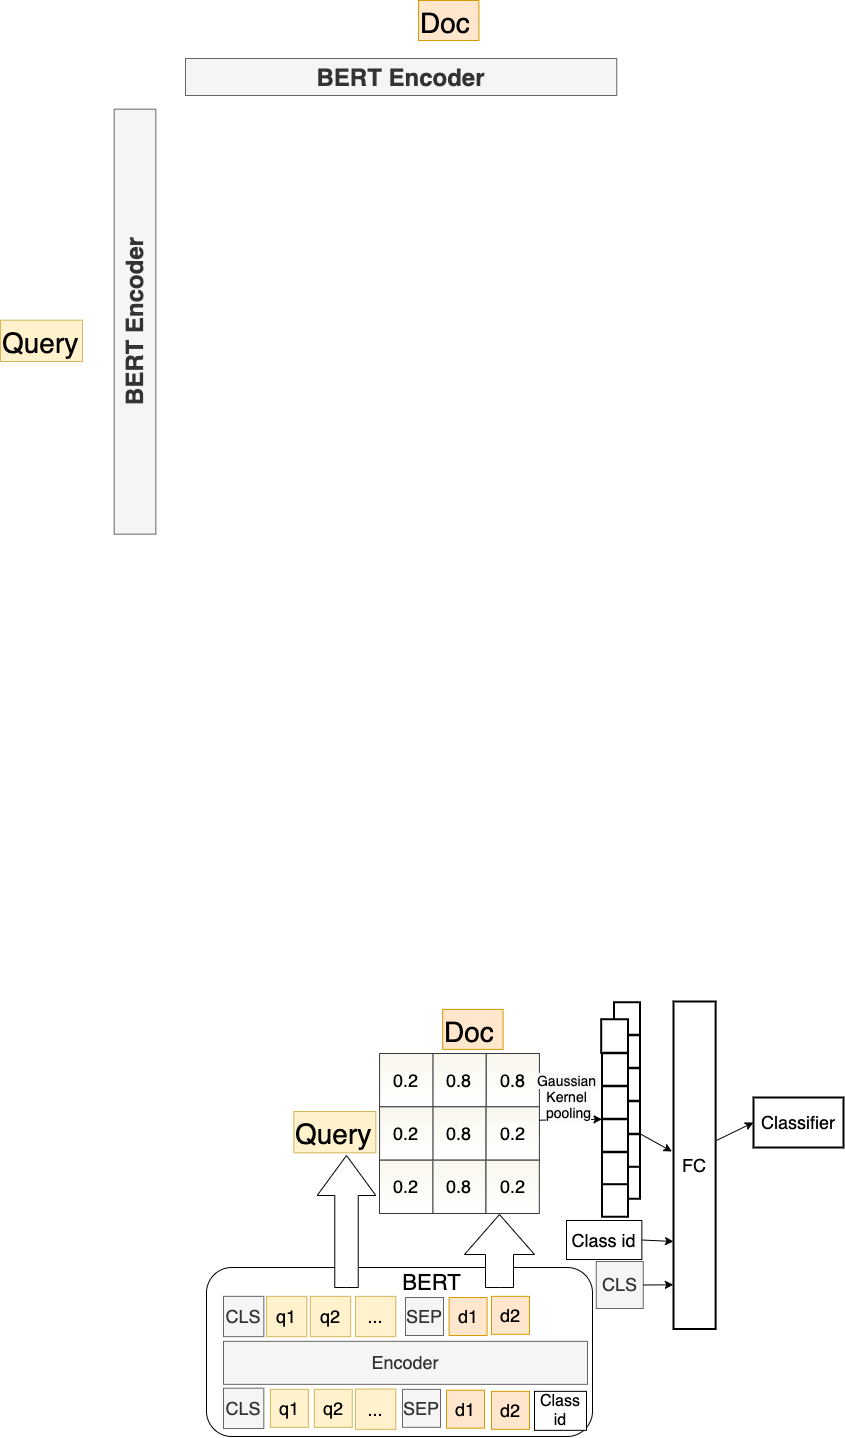 Doc
BERT Encoder
BERT Encoder
Query
Doc
0.2 0.8 0.8
Gaussian
Kernel
pooling
Query
0.2 0.8 0.2
0.2 0.8 0.2
FC
Classifier
Class id
CLS
BERT
CLS q1 q2 ... SEP d1 d2
Encoder
CLS q1 q2 ... SEP d1 d2 Class
id